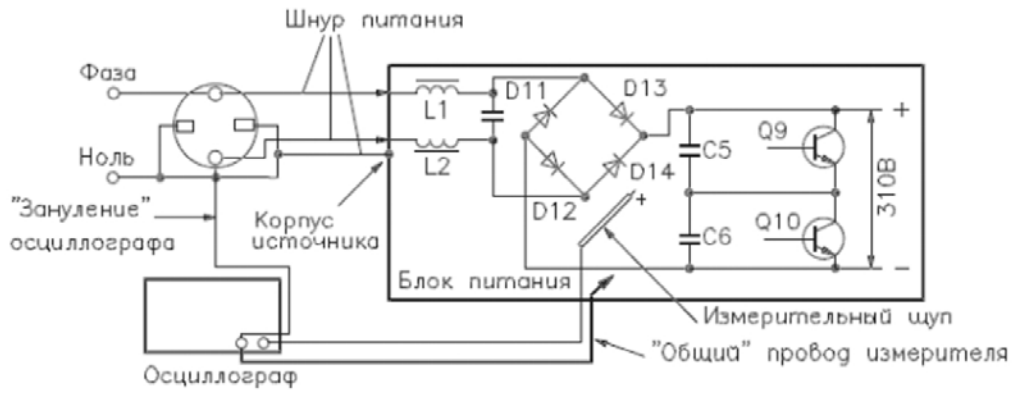 Шнур питания
Фаза
L1
D11
D13
+
Q9
C5
Ноль
L2
D14
310В
"Зануление"
осциллографа
Корпус
источника
D12
+
Q10
C6
Блок питания
−
Измерительный щуп
"Общий" провод измерителя
Осциллограф